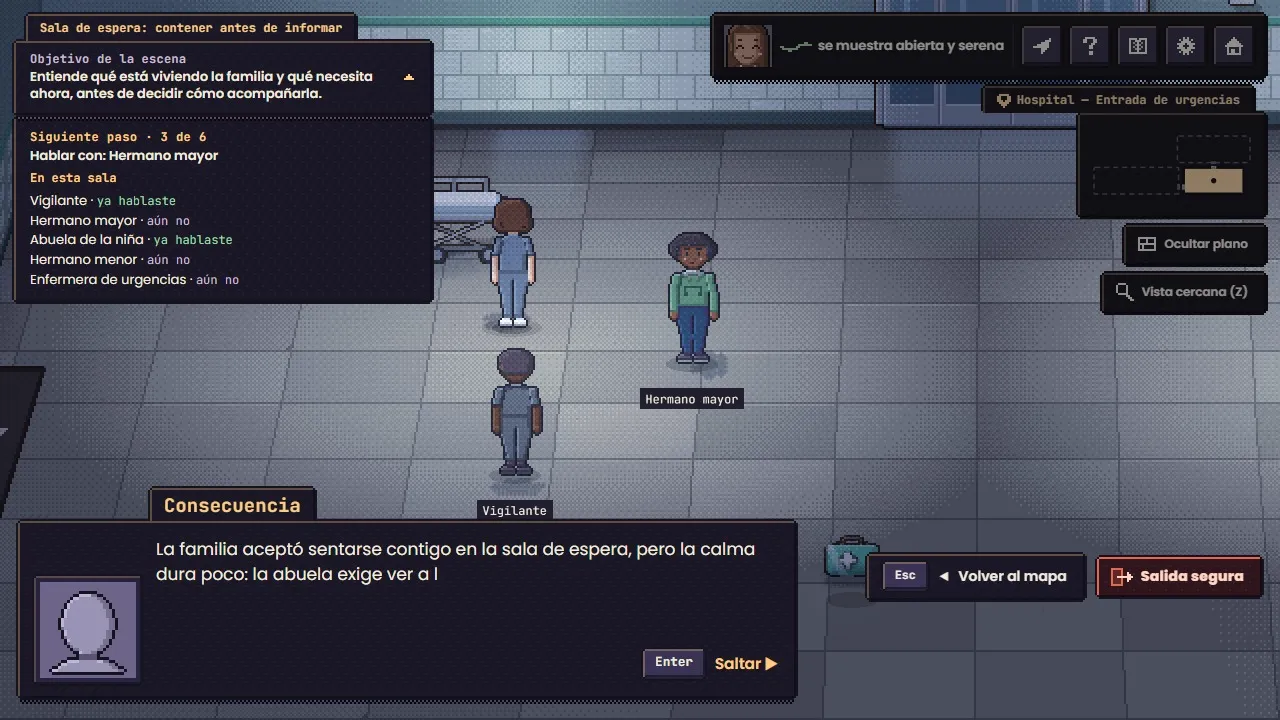 Sala de espera: contener antes de informar
Objetivo de la escena
Entiende qué está viviendo la familia y qué necesita
ahora, antes de decidir cómo acompañarla.
Siguiente paso · 3 de 6
Hablar con: Hermano mayor
En esta sala
Vigilante · ya hablaste
Hermano mayor · aún no
Abuela de la niña · ya hablaste
Hermano menor · aún no
Enfermera de urgencias · aún no
se muestra abierta y serena
?
Hospital — Entrada de urgencias
Ocultar plano
Vista cercana (Z)
Hermano mayor
Vigilante
Consecuencia
La familia aceptó sentarse contigo en la sala de espera, pero la calma
dura poco: la abuela exige ver a l
Enter Saltar ▶
Esc ◀ Volver al mapa
Salida segura